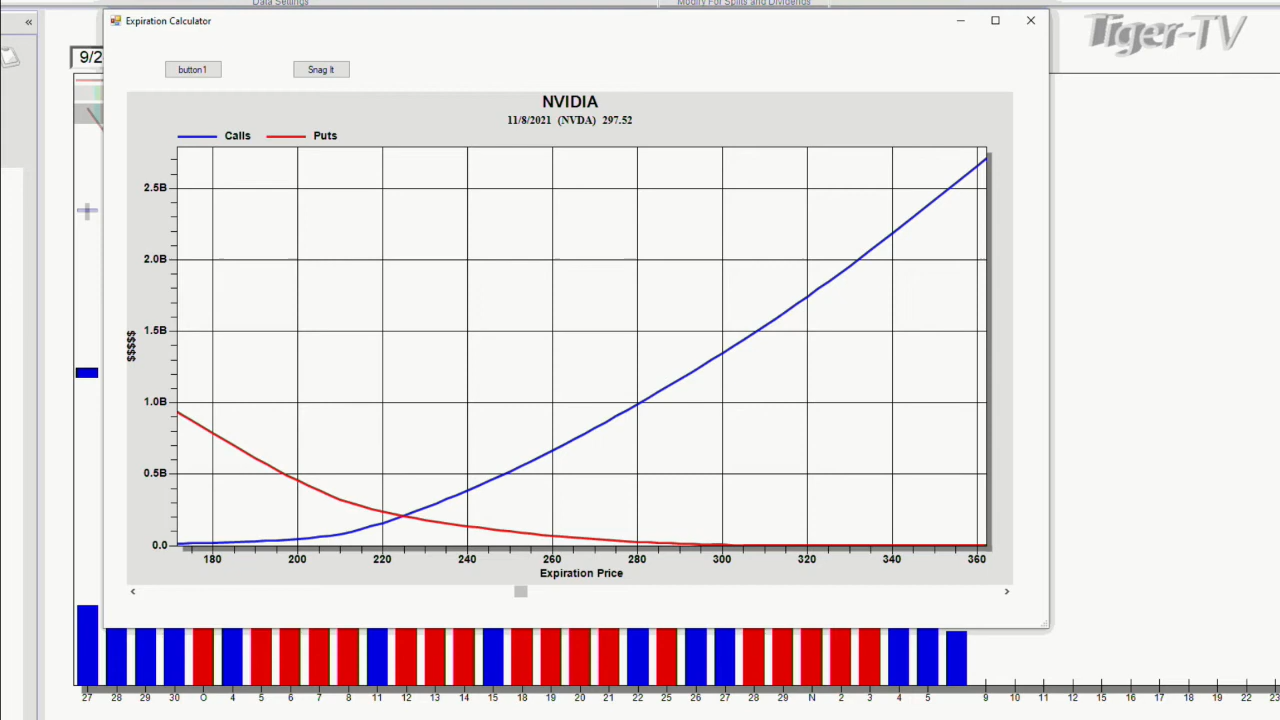 Data Settings
Modify For Splits and Dividends
«
Expiration Calculator
Tiger-TV
9/2
button1
Snag It
NVIDIA
11/8/2021 (NVDA) 297.52
Calls
Puts
2.5B
2.0B
1.5B
1.0B
0.5B
0.0
$$$$$
180 200 220 240 260 280 300 320 340 360
Expiration Price
27 28 29 30 O 4 5 6 7 8 11 12 13 14 15 18 19 20 21 22 25 26 27 28 29 N 2 3 4 5 9 10 11 12 15 16 17 18 19 22 23